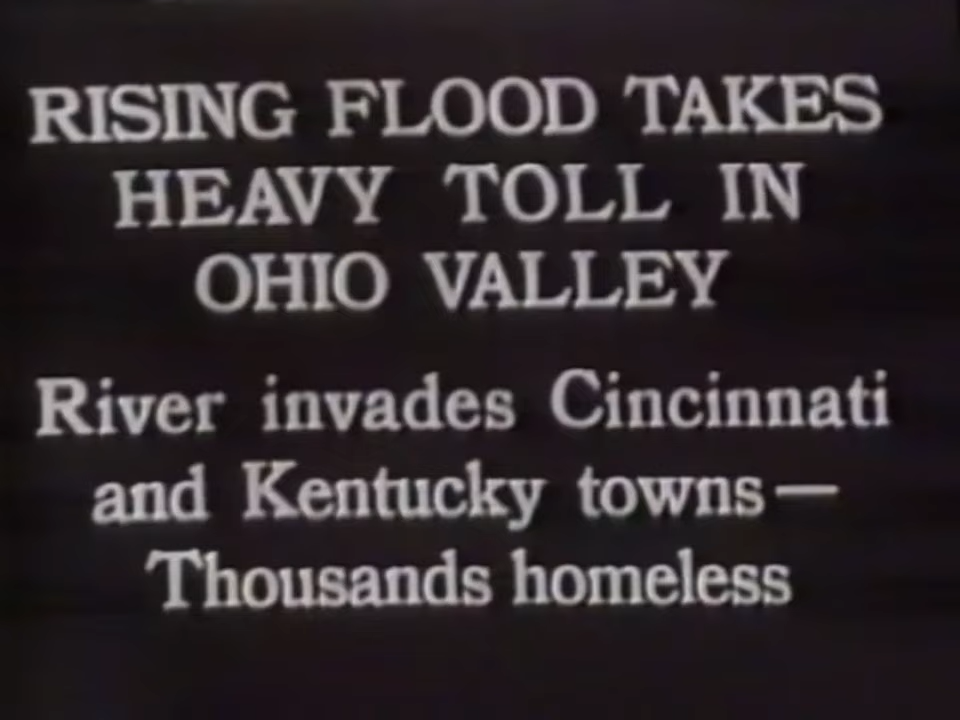 RISING FLOOD TAKES
HEAVY TOLL IN
OHIO VALLEY
River invades Cincinnati
and Kentucky towns—
Thousands homeless